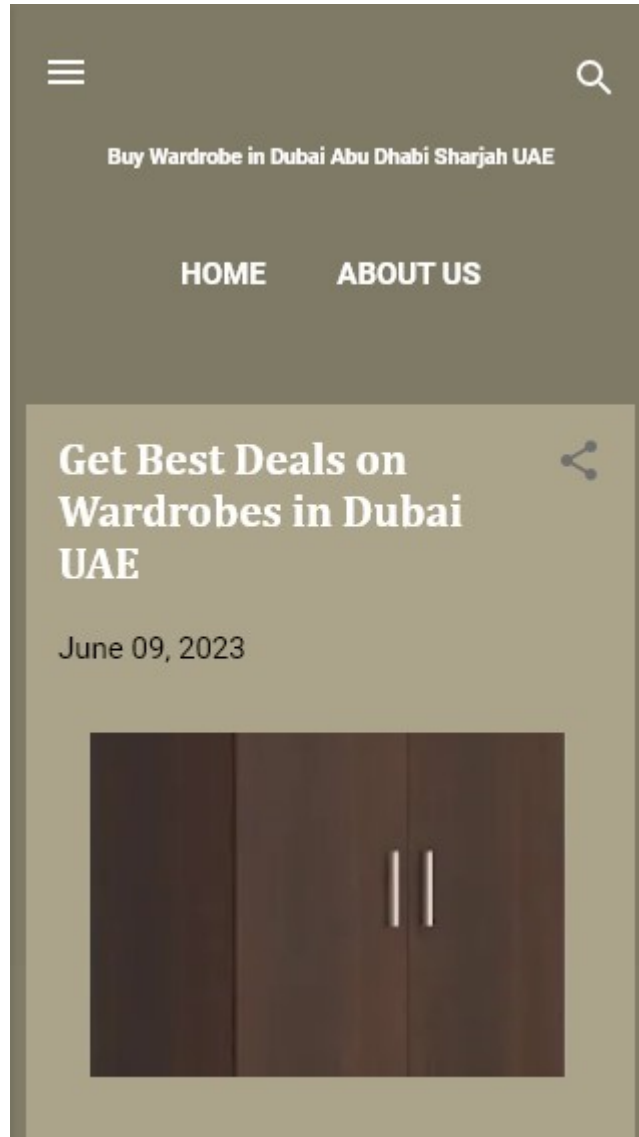 Buy Wardrobe in Dubai Abu Dhabi Sharjah UAE
HOME ABOUT US
Get Best Deals on
Wardrobes in Dubai
UAE
June 09, 2023